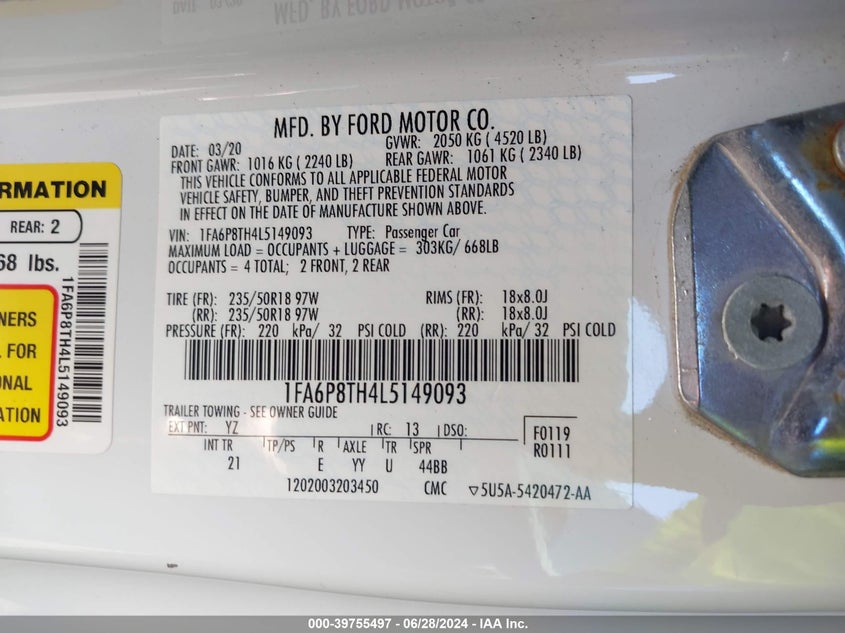 MFD. BY FORD MOTOR CO.
DATE: 03/20 GVWR: 2050 KG ( 4520 LB)
FRONT GAWR: 1016 KG ( 2240 LB) REAR GAWR: 1061 KG ( 2340 LB)
THIS VEHICLE CONFORMS TO ALL APPLICABLE FEDERAL MOTOR
VEHICLE SAFETY, BUMPER, AND THEFT PREVENTION STANDARDS
IN EFFECT ON THE DATE OF MANUFACTURE SHOWN ABOVE.
VIN: 1FA6P8TH4L5149093 TYPE: Passenger Car
MAXIMUM LOAD = OCCUPANTS + LUGGAGE = 303KG/ 668LB
OCCUPANTS = 4 TOTAL; 2 FRONT, 2 REAR
TIRE (FR): 235/50R18 97W RIMS (FR): 18x8.0J
(RR): 235/50R18 97W (RR): 18x8.0J
PRESSURE (FR): 220 kPa/ 32 PSI COLD (RR): 220 kPa/ 32 PSI COLD
1FA6P8TH4L5149093
TRAILER TOWING - SEE OWNER GUIDE
EXT PNT: YZ RC: 13 DSO: F0119
R0111
INT TR TP/PS R AXLE TR SPR
21 E YY U 44BB
1202003203450 CMC ▽5U5A-5420472-AA
ORMATION
REAR: 2
68 lbs.
NERS
L FOR
ONAL
ATION
1FA6P8TH4L5149093
000-39755497 - 06/28/2024 - IAA Inc.